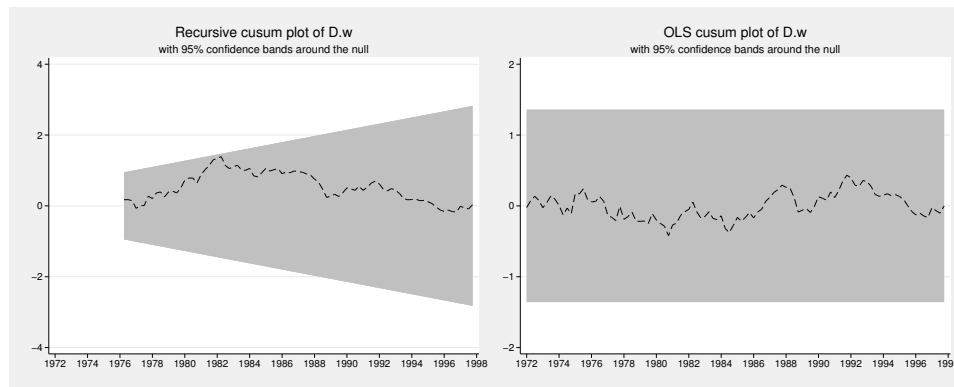 Recursive cusum plot of D.w
with 95% confidence bands around the null
4
2
0
−2
−4
1972 1974 1976 1978 1980 1982 1984 1986 1988 1990 1992 1994 1996 1998
OLS cusum plot of D.w
with 95% confidence bands around the null
2
1
0
−1
−2
1972 1974 1976 1978 1980 1982 1984 1986 1988 1990 1992 1994 1996 199